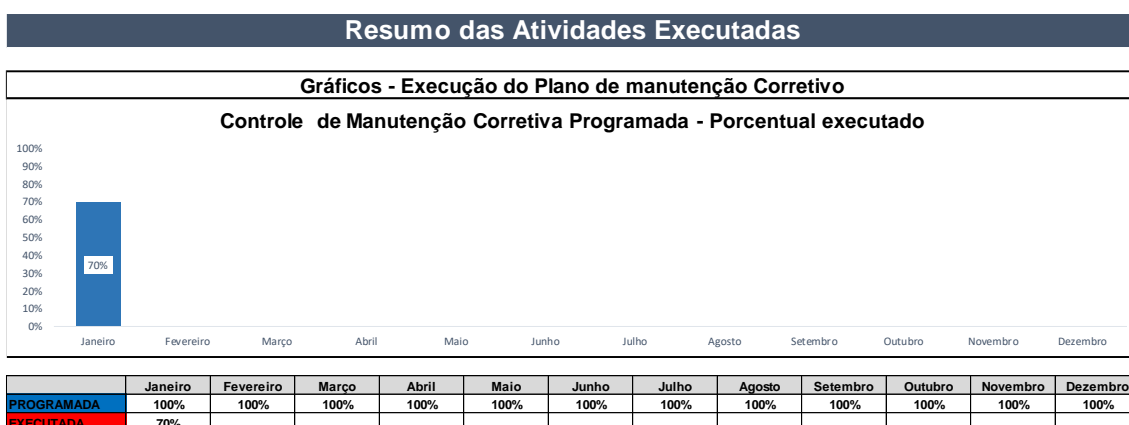 Resumo das Atividades Executadas
Gráficos - Execução do Plano de manutenção Corretivo
Controle de Manutenção Corretiva Programada - Porcentual executado
100%
90%
80%
70%
60%
50%
40%
30%
20%
10%
0%
70%
Janeiro Fevereiro Março Abril Maio Junho Julho Agosto Setembro Outubro Novembro Dezembro
Janeiro Fevereiro Março Abril Maio Junho Julho Agosto Setembro Outubro Novembro Dezembro
PROGRAMADA 100% 100% 100% 100% 100% 100% 100% 100% 100% 100% 100% 100%
EXECUTADA 70%